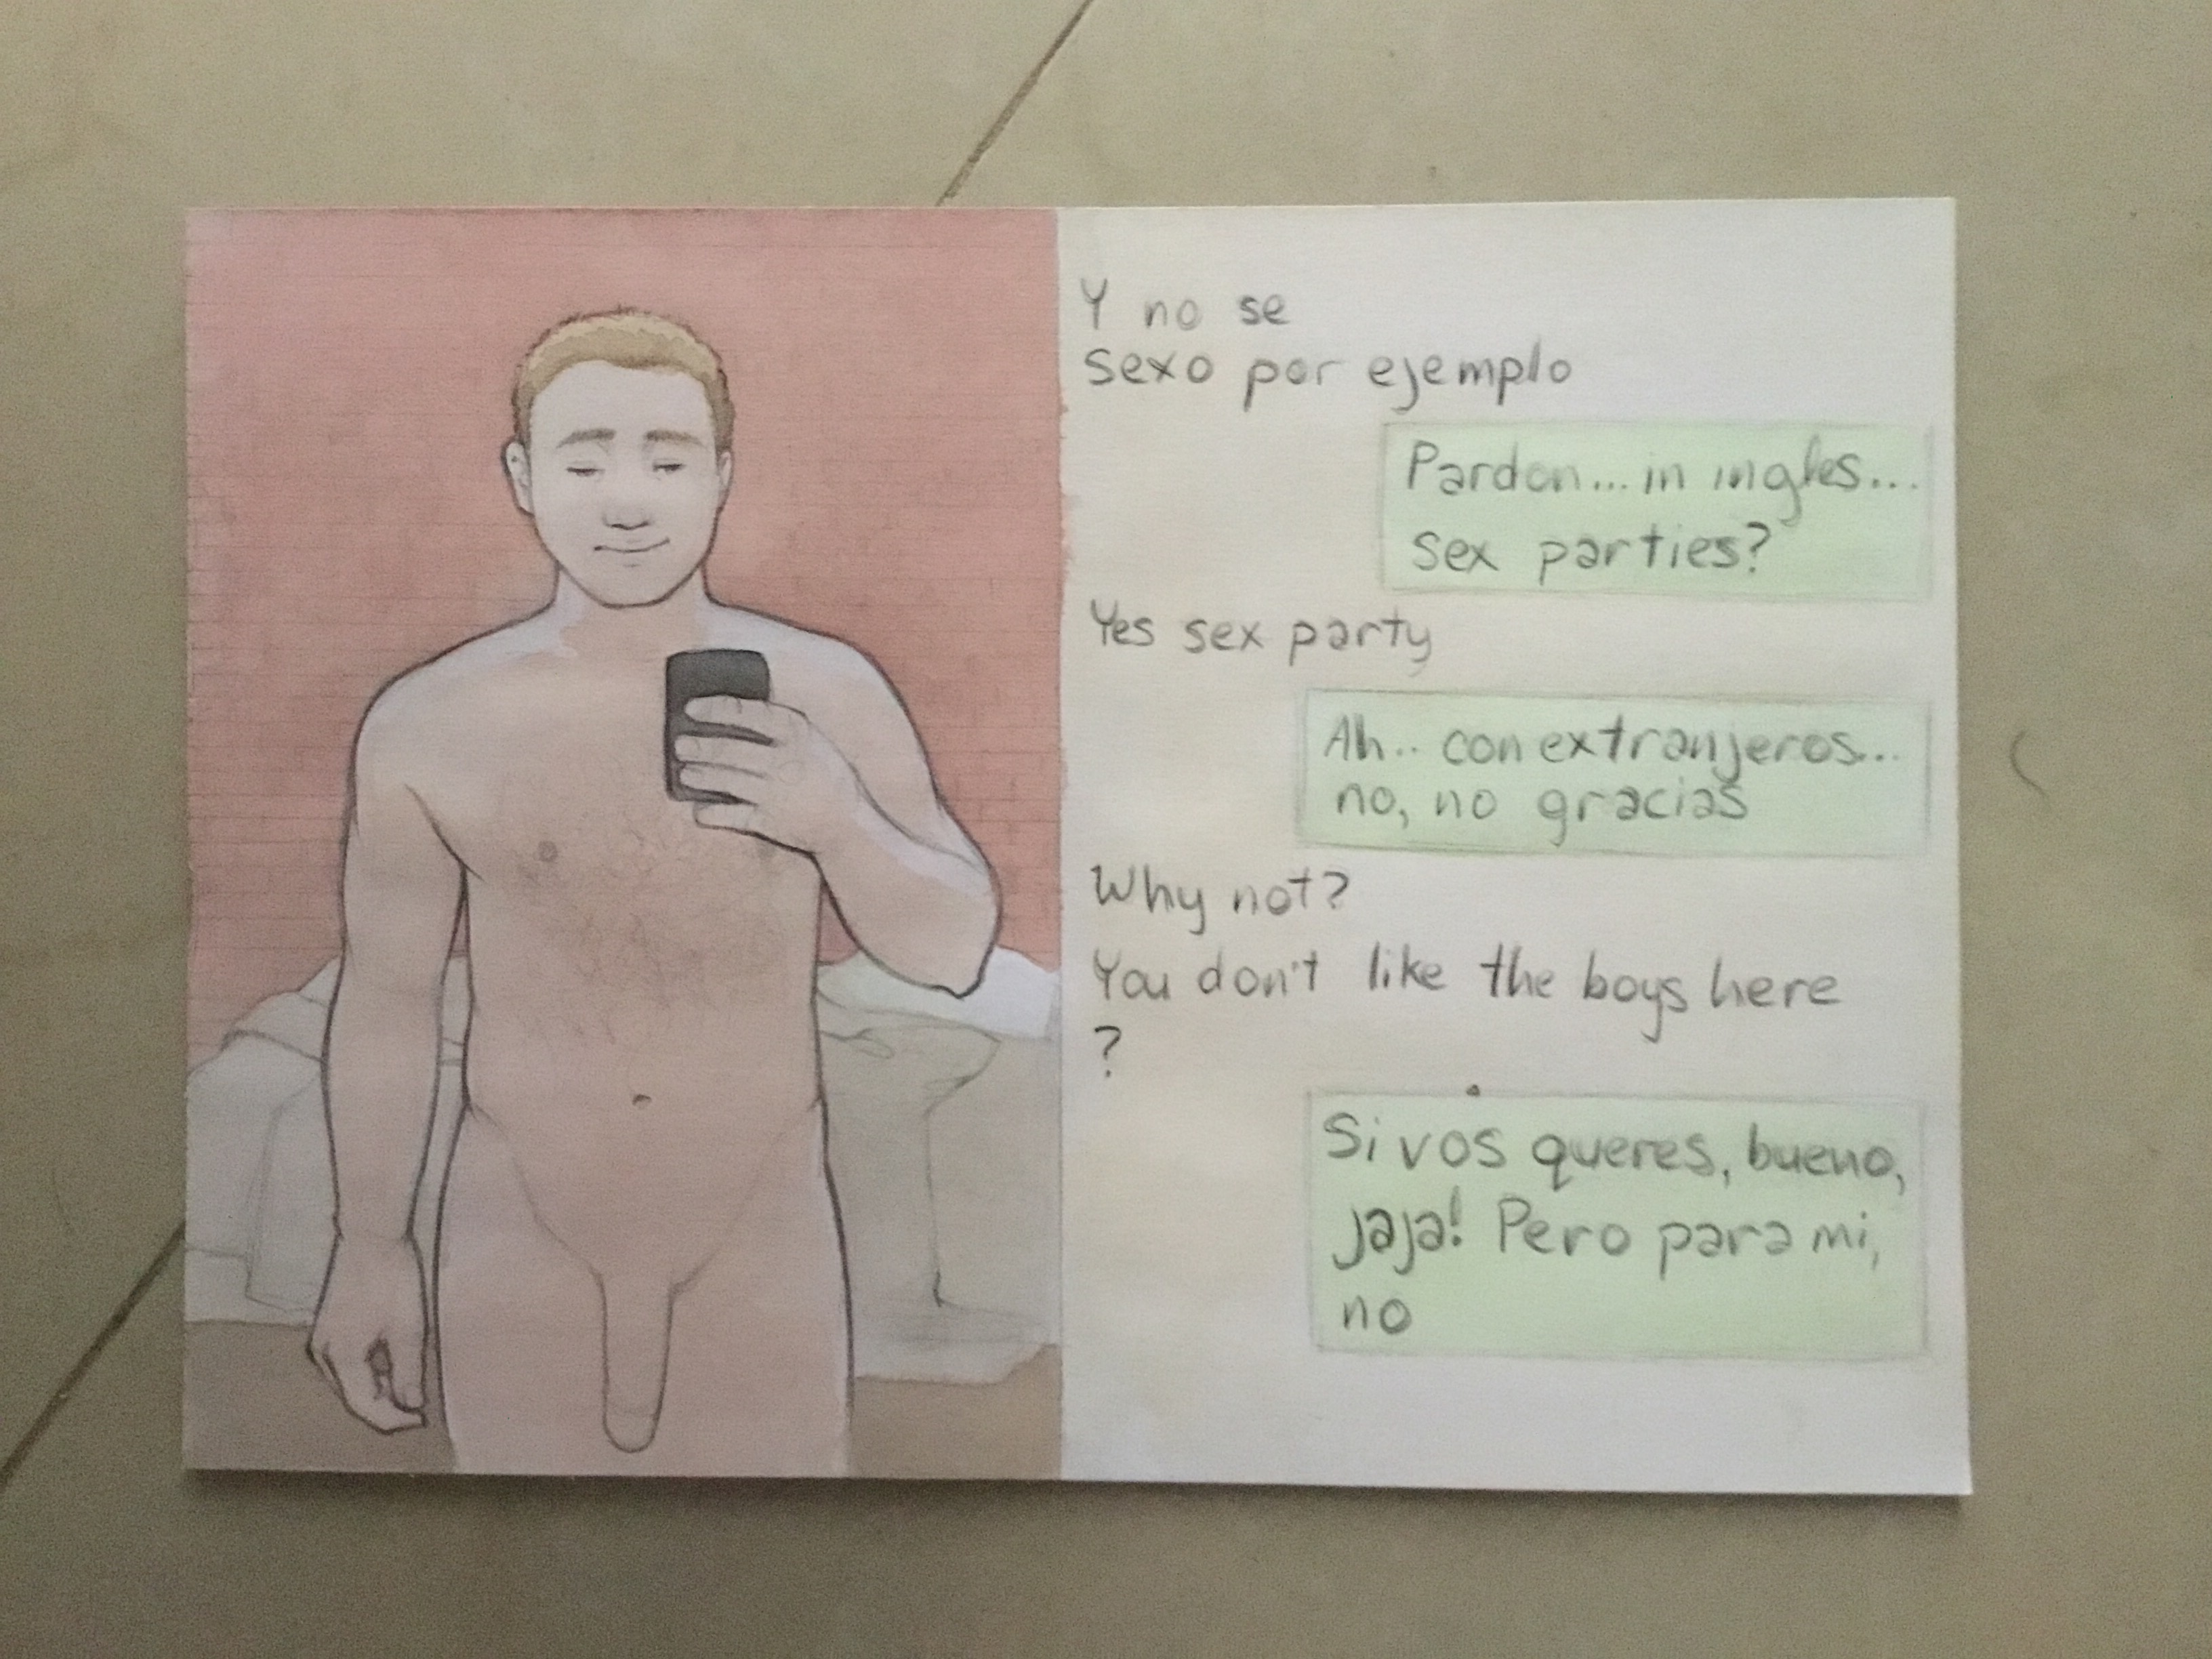 Y no se
sexo por ejemplo
Pardon... in ingles...
sex parties?
Yes sex party
Ah.. con extranjeros...
no, no gracias
Why not?
You don't like the boys here
?
Si vos queres, bueno,
jaja! Pero para mi,
no